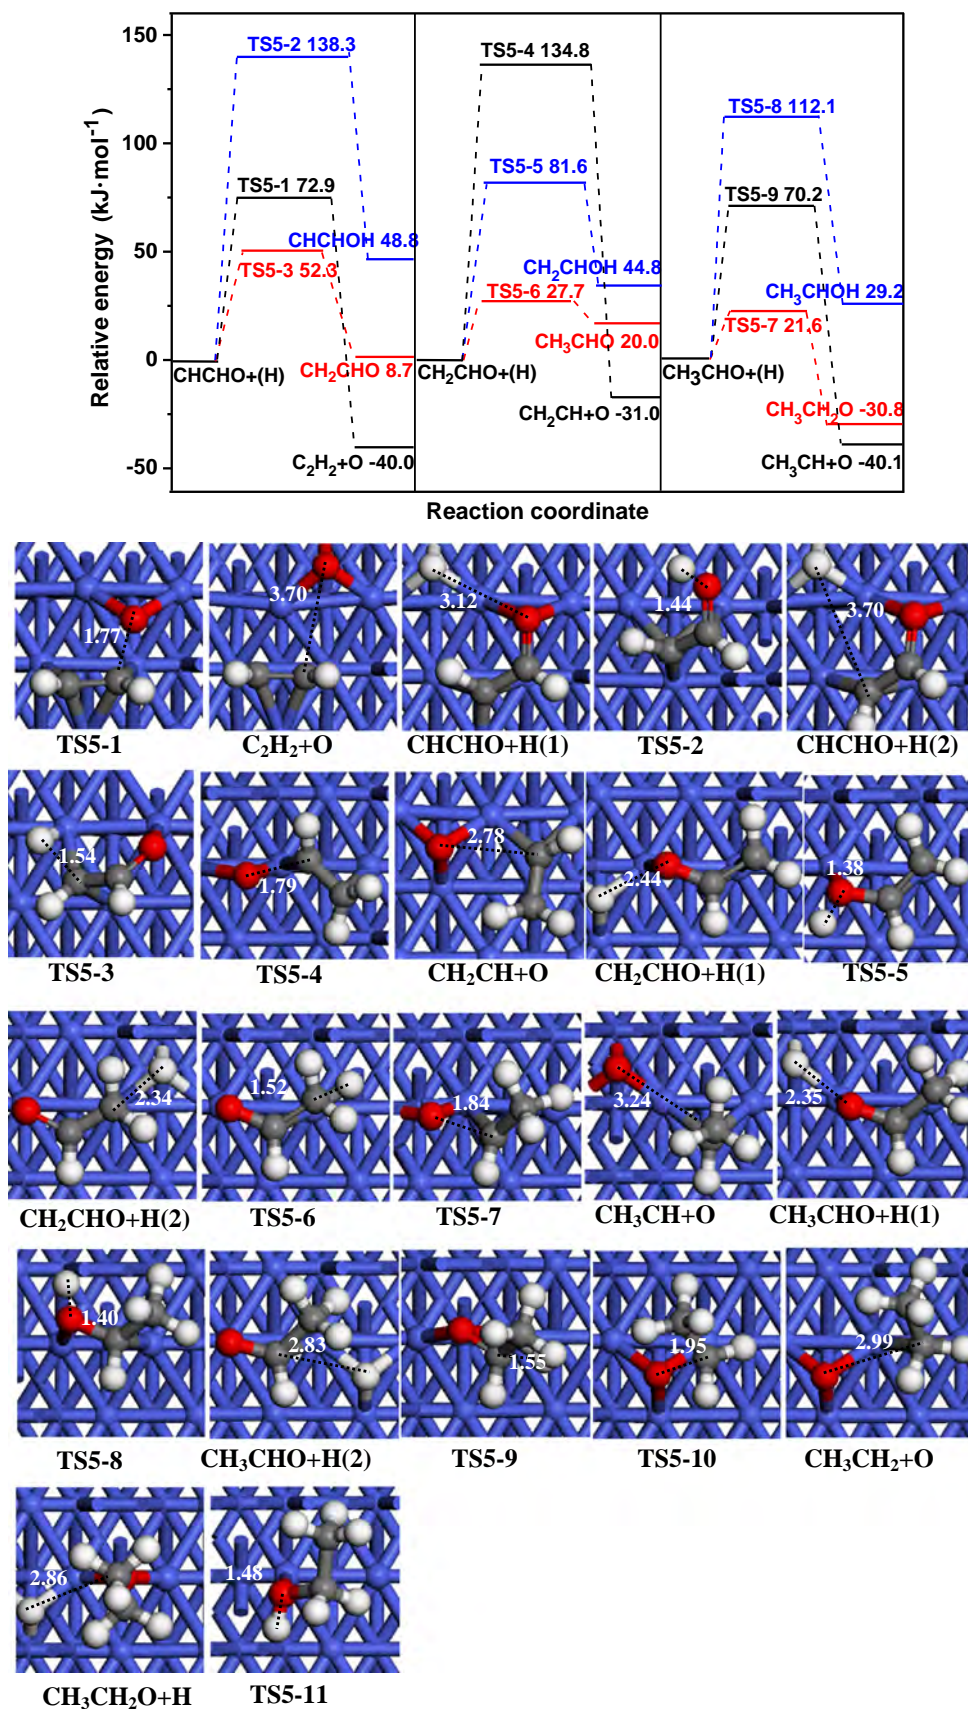 150
100
50
0
-50
Relative energy (kJ·mol⁻¹)
Reaction coordinate
TS5-2 138.3
TS5-1 72.9
CHCHOH 48.8
TS5-3 52.3
CHCHO+(H)
CH₂CHO 8.7
C₂H₂+O -40.0
TS5-4 134.8
TS5-5 81.6
CH₂CHOH 44.8
TS5-6 27.7
CH₃CHO 20.0
CH₂CHO+(H)
CH₂CH+O -31.0
TS5-8 112.1
TS5-9 70.2
CH₃CHOH 29.2
TS5-7 21.6
CH₃CHO+(H)
CH₃CH₂O -30.8
CH₃CH+O -40.1
1.77 3.70 3.12 1.44 3.70
TS5-1 C₂H₂+O CHCHO+H(1) TS5-2 CHCHO+H(2)
1.54 1.79 2.78 2.44 1.38
TS5-3 TS5-4 CH₂CH+O CH₂CHO+H(1) TS5-5
2.34 1.52 1.84 3.24 2.35
CH₂CHO+H(2) TS5-6 TS5-7 CH₃CH+O CH₃CHO+H(1)
1.40 2.83 1.55 1.95 2.99
TS5-8 CH₃CHO+H(2) TS5-9 TS5-10 CH₃CH₂+O
2.86 1.48
CH₃CH₂O+H TS5-11